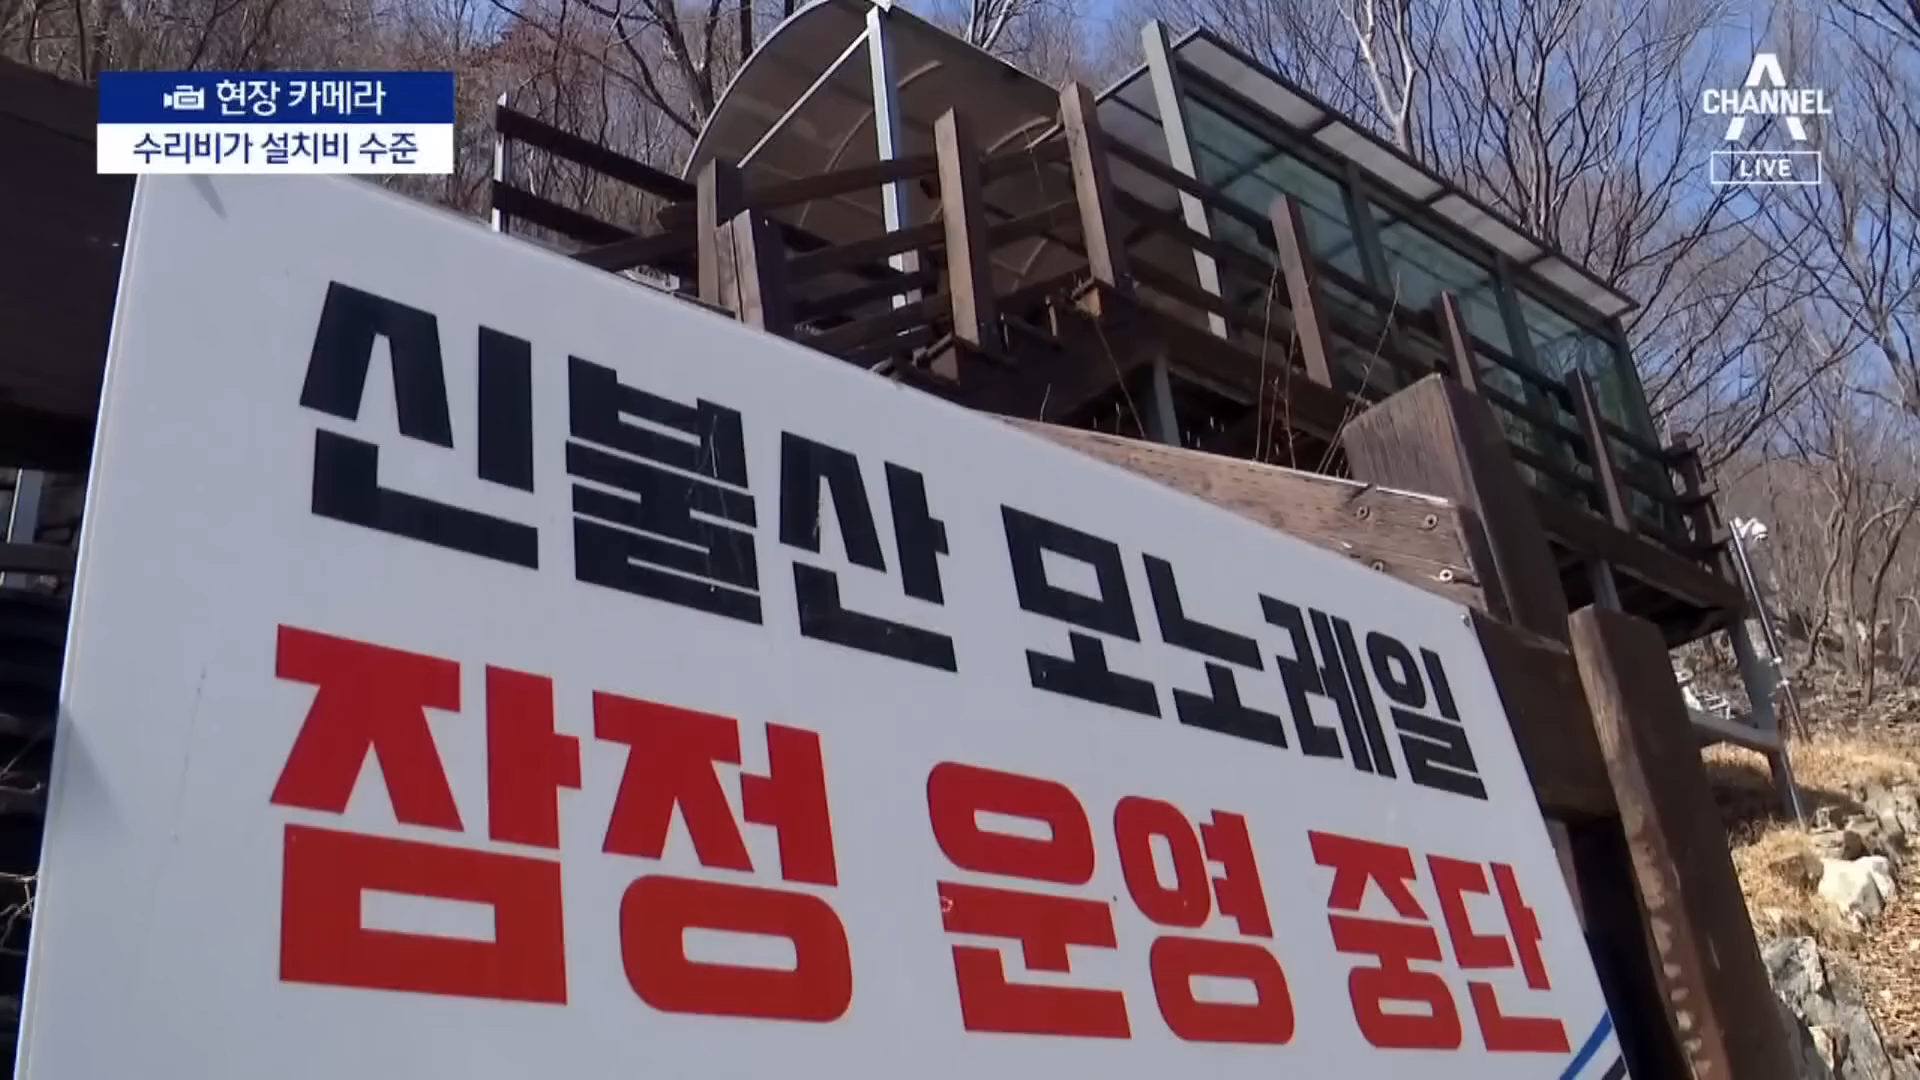 현장 카메라
수리비가 설치비 수준
CHANNEL A
LIVE
신불산 모노레일
잠정 운영 중단